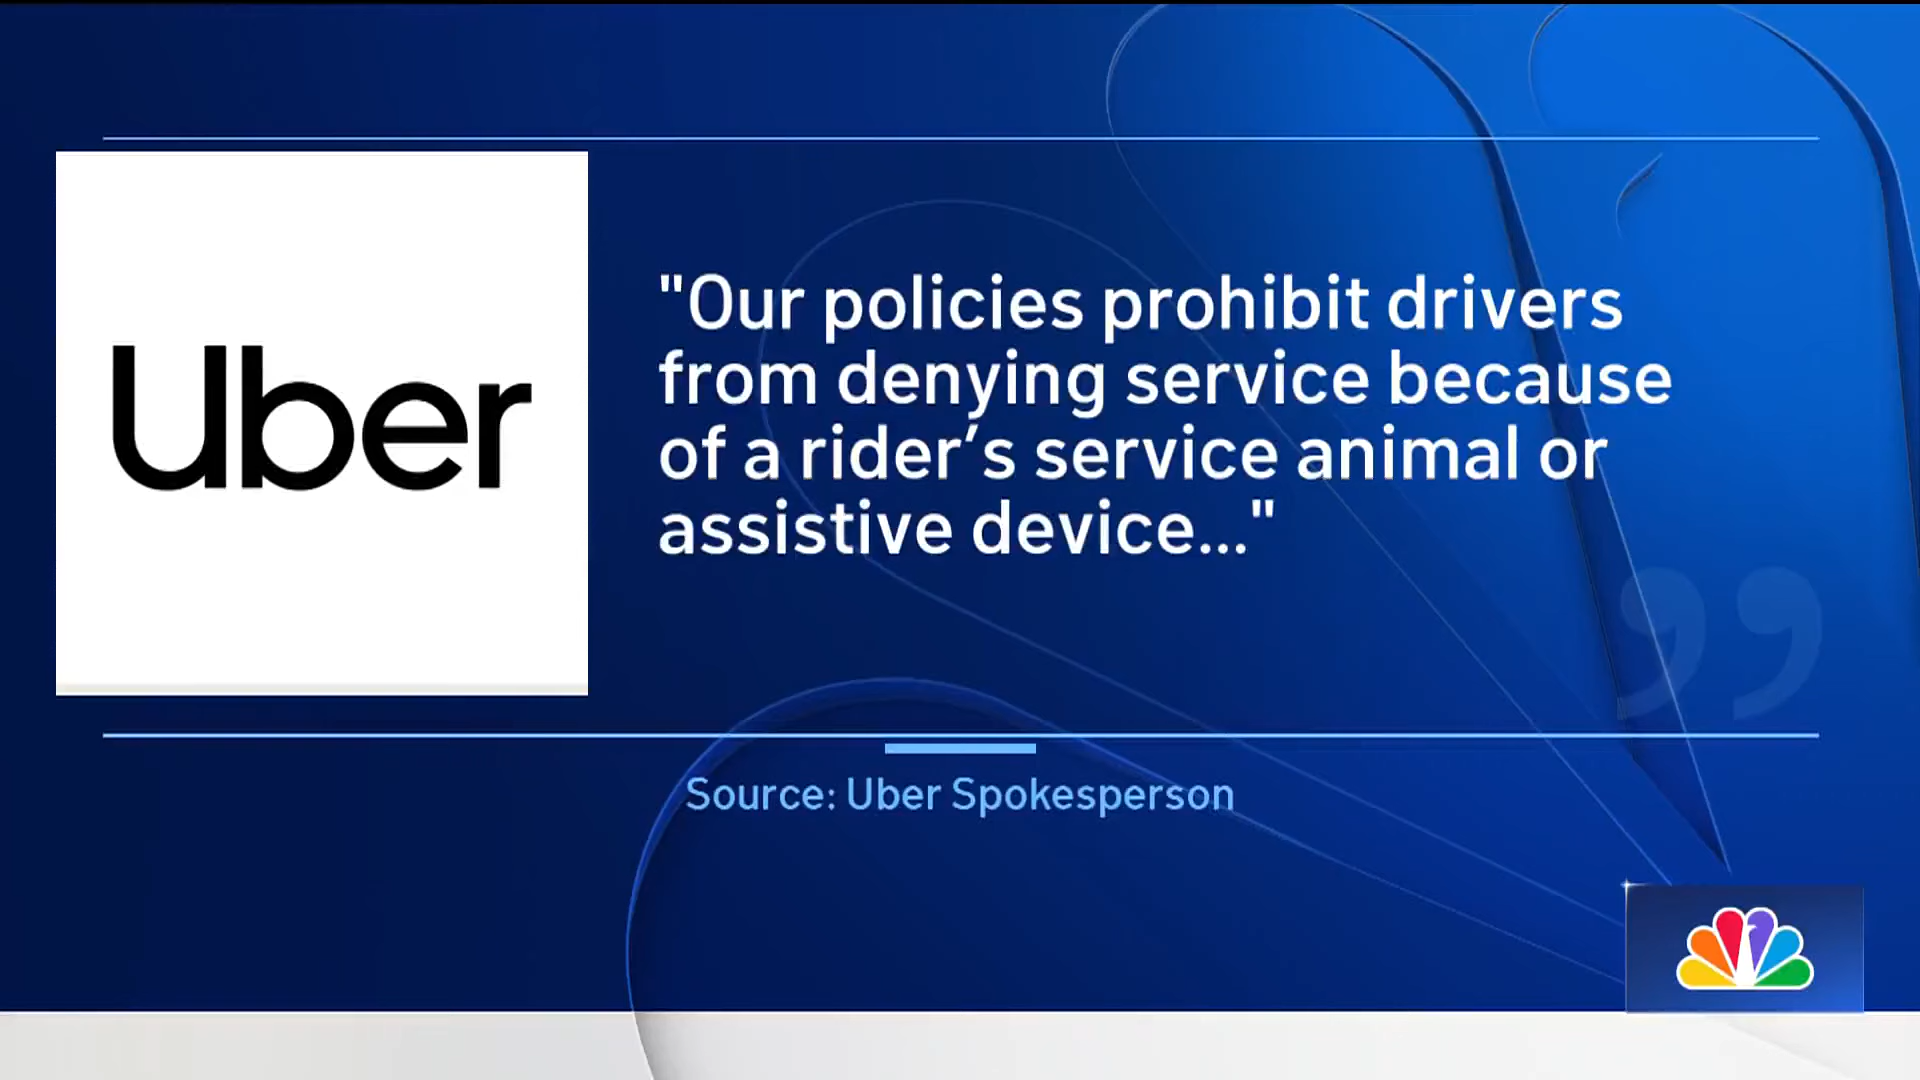 Uber
"Our policies prohibit drivers
from denying service because
of a rider’s service animal or
assistive device..."
Source: Uber Spokesperson